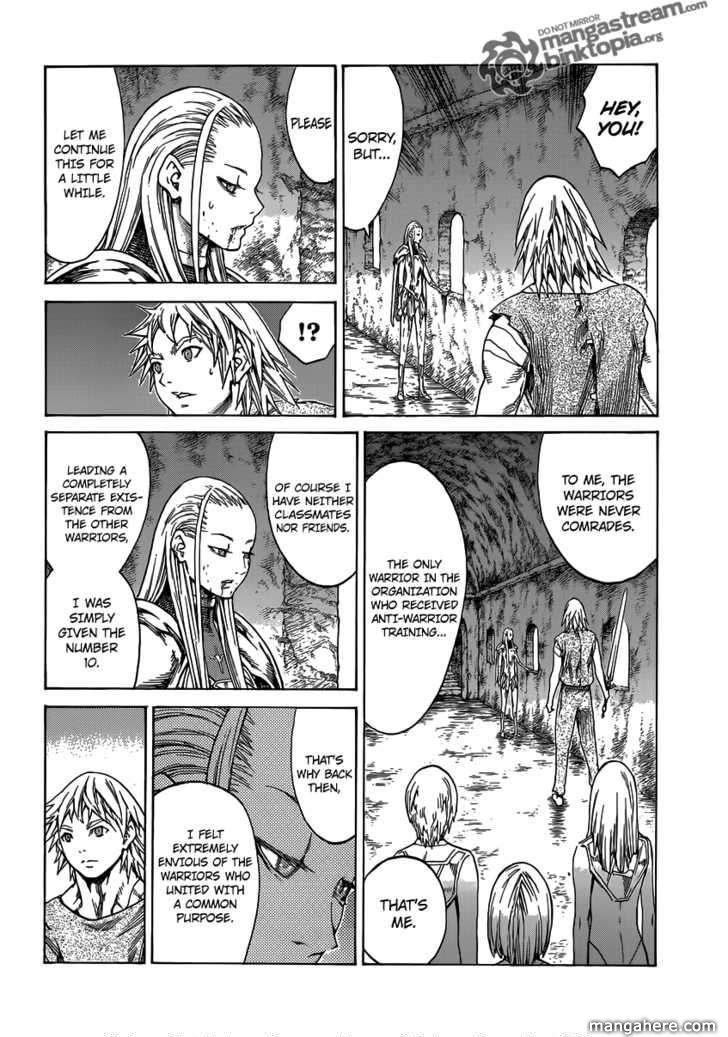 DO NOT MIRROR
mangastream.com
binktopia.org
HEY,
YOU!
SORRY,
BUT...
PLEASE
LET ME
CONTINUE
THIS FOR
A LITTLE
WHILE.
!?
TO ME, THE
WARRIORS
WERE NEVER
COMRADES.
THE ONLY
WARRIOR IN THE
ORGANIZATION
WHO RECEIVED
ANTI-WARRIOR
TRAINING...
THAT'S
ME.
OF COURSE I
HAVE NEITHER
CLASSMATES
NOR FRIENDS.
LEADING A
COMPLETELY
SEPARATE EXIS-
TENCE FROM
THE OTHER
WARRIORS,
I WAS
SIMPLY
GIVEN THE
NUMBER
10.
THAT'S
WHY BACK
THEN,
I FELT
EXTREMELY
ENVIOUS OF THE
WARRIORS WHO
UNITED WITH
A COMMON
PURPOSE.
mangahere.com